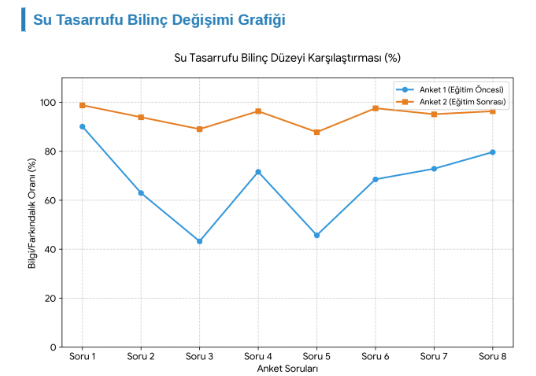 Su Tasarrufu Bilinç Değişimi Grafiği
Su Tasarrufu Bilinç Düzeyi Karşılaştırması (%)
Anket 1 (Eğitim Öncesi)
Anket 2 (Eğitim Sonrası)
Bilgi/Farkındalık Oranı (%)
100
80
60
40
20
0
Soru 1 Soru 2 Soru 3 Soru 4 Soru 5 Soru 6 Soru 7 Soru 8
Anket Soruları